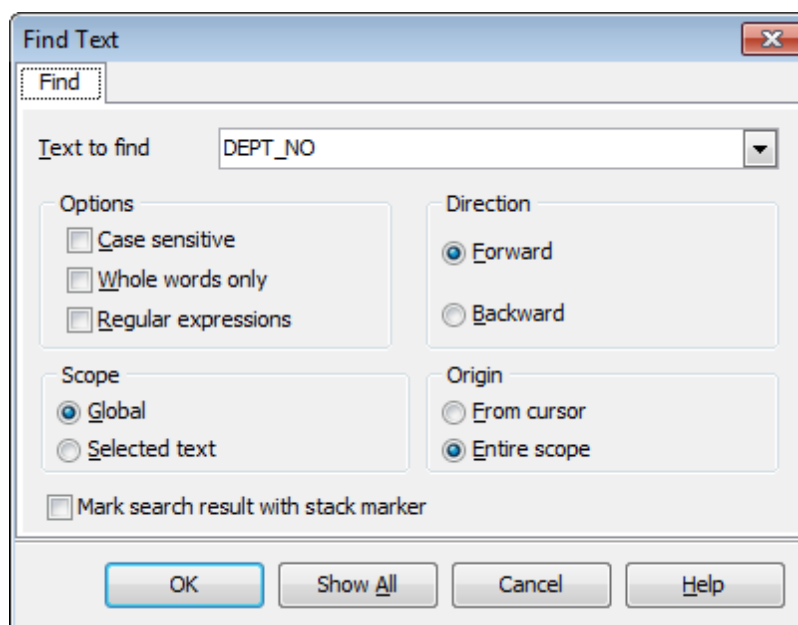 Find Text
Find
Text to find DEPT_NO
Options
Case sensitive
Whole words only
Regular expressions
Direction
Forward
Backward
Scope
Global
Selected text
Origin
From cursor
Entire scope
Mark search result with stack marker
OK Show All Cancel Help